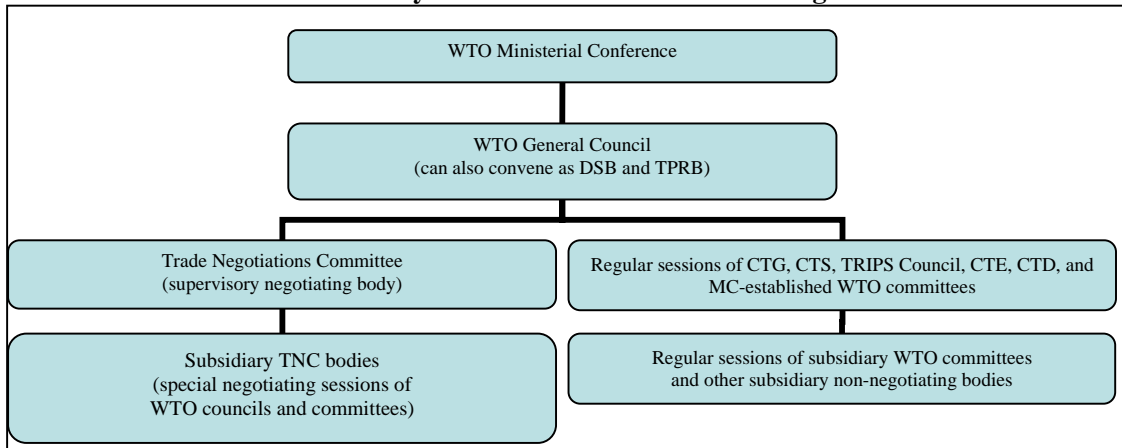 WTO Ministerial Conference
WTO General Council
(can also convene as DSB and TPRB)
Trade Negotiations Committee
(supervisory negotiating body)
Regular sessions of CTG, CTS, TRIPS Council, CTE, CTD, and
MC-established WTO committees
Subsidiary TNC bodies
(special negotiating sessions of
WTO councils and committees)
Regular sessions of subsidiary WTO committees
and other subsidiary non-negotiating bodies